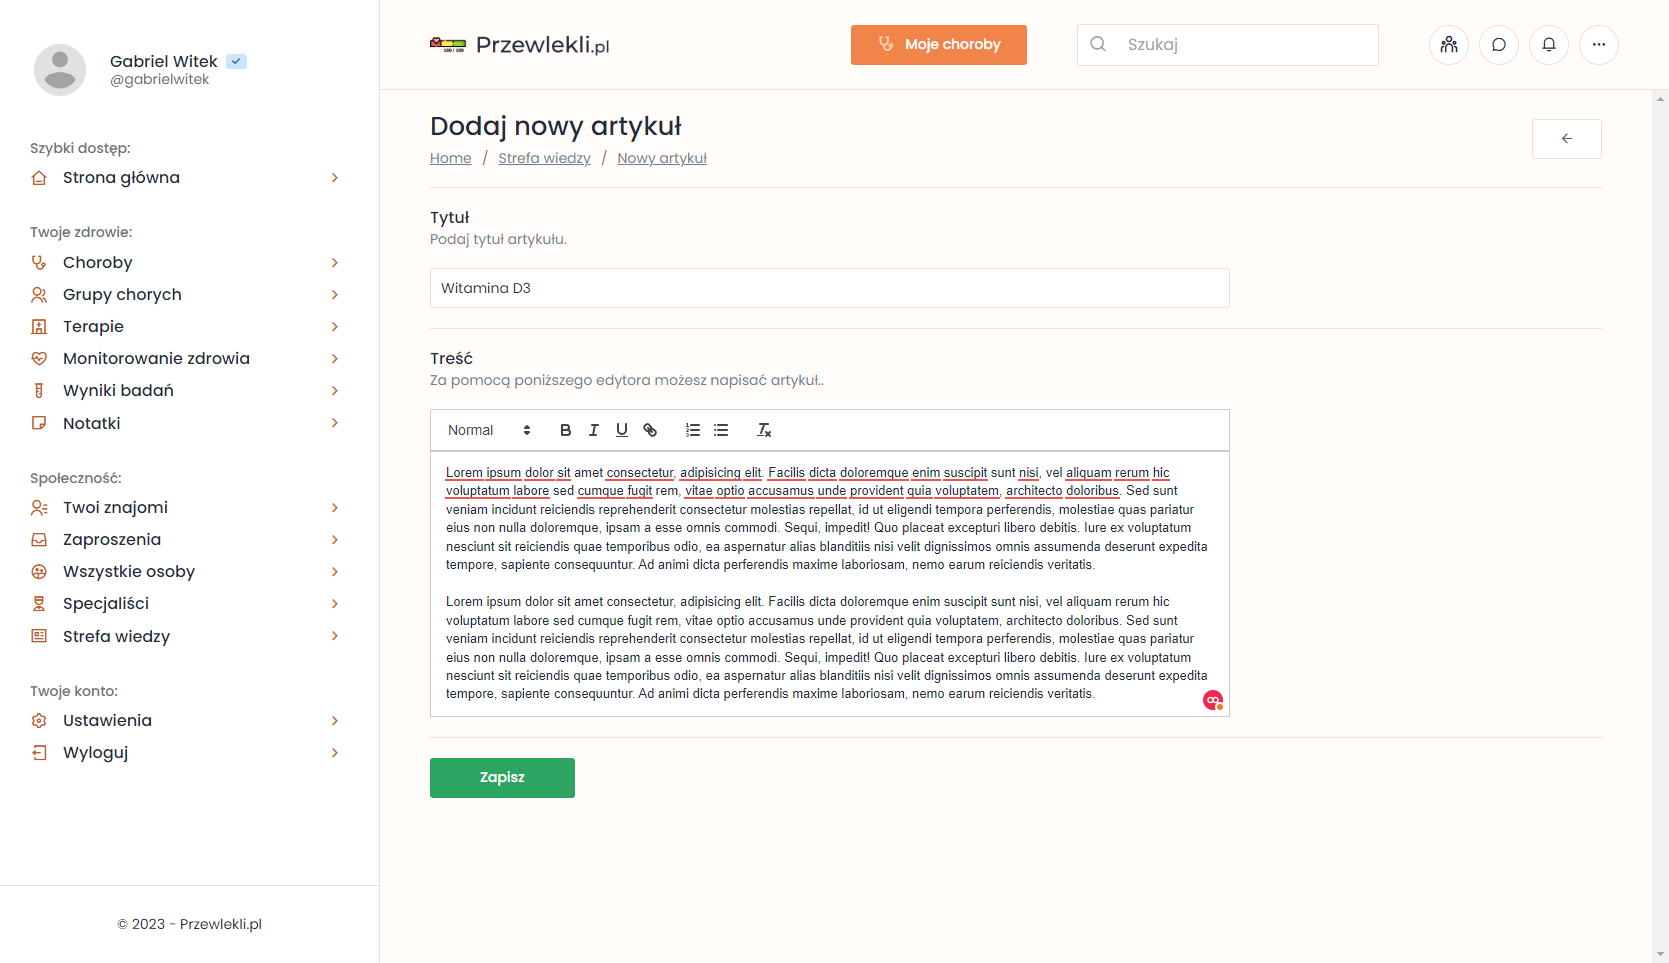 Gabriel Witek
@gabrielwitek
Szybki dostęp:
Strona główna
Twoje zdrowie:
Choroby
Grupy chorych
Terapie
Monitorowanie zdrowia
Wyniki badań
Notatki
Społeczność:
Twoi znajomi
Zaproszenia
Wszystkie osoby
Specjaliści
Strefa wiedzy
Twoje konto:
Ustawienia
Wyloguj
© 2023 - Przewlekli.pl
100 / 100
Przewlekli.pl
Moje choroby
Szukaj
Dodaj nowy artykuł
Home / Strefa wiedzy / Nowy artykuł
Tytuł
Podaj tytuł artykułu.
Witamina D3
Treść
Za pomocą poniższego edytora możesz napisać artykuł..
Normal B I U
Lorem ipsum dolor sit amet consectetur, adipisicing elit. Facilis dicta doloremque enim suscipit sunt nisi, vel aliquam rerum hic
voluptatum labore sed cumque fugit rem, vitae optio accusamus unde provident quia voluptatem, architecto doloribus. Sed sunt
veniam incidunt reiciendis reprehenderit consectetur molestias repellat, id ut eligendi tempora perferendis, molestiae quas pariatur
eius non nulla doloremque, ipsam a esse omnis commodi. Sequi, impedit! Quo placeat excepturi libero debitis. Iure ex voluptatum
nesciunt sit reiciendis quae temporibus odio, ea aspernatur alias blanditiis nisi velit dignissimos omnis assumenda deserunt expedita
tempore, sapiente consequuntur. Ad animi dicta perferendis maxime laboriosam, nemo earum reiciendis veritatis.
Lorem ipsum dolor sit amet consectetur, adipisicing elit. Facilis dicta doloremque enim suscipit sunt nisi, vel aliquam rerum hic
voluptatum labore sed cumque fugit rem, vitae optio accusamus unde provident quia voluptatem, architecto doloribus. Sed sunt
veniam incidunt reiciendis reprehenderit consectetur molestias repellat, id ut eligendi tempora perferendis, molestiae quas pariatur
eius non nulla doloremque, ipsam a esse omnis commodi. Sequi, impedit! Quo placeat excepturi libero debitis. Iure ex voluptatum
nesciunt sit reiciendis quae temporibus odio, ea aspernatur alias blanditiis nisi velit dignissimos omnis assumenda deserunt expedita
tempore, sapiente consequuntur. Ad animi dicta perferendis maxime laboriosam, nemo earum reiciendis veritatis.
Zapisz